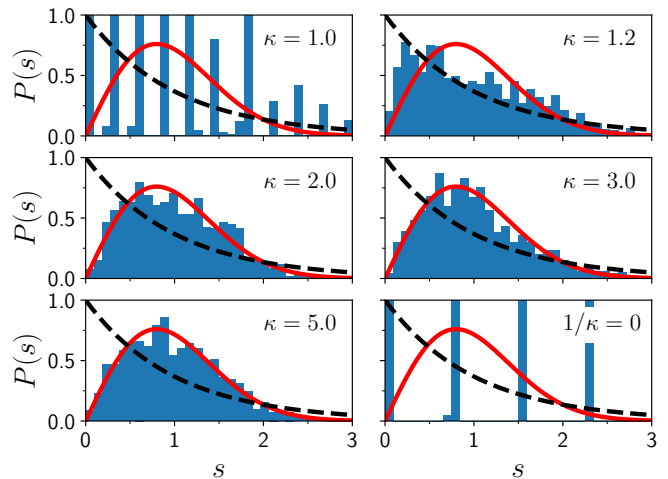 1.0
P(s)
0.5
0.0
κ = 1.0
κ = 1.2
1.0
P(s)
0.5
0.0
κ = 2.0
κ = 3.0
1.0
P(s)
0.5
0.0
κ = 5.0
1/κ = 0
0 1 2 3
0 1 2 3
s
s